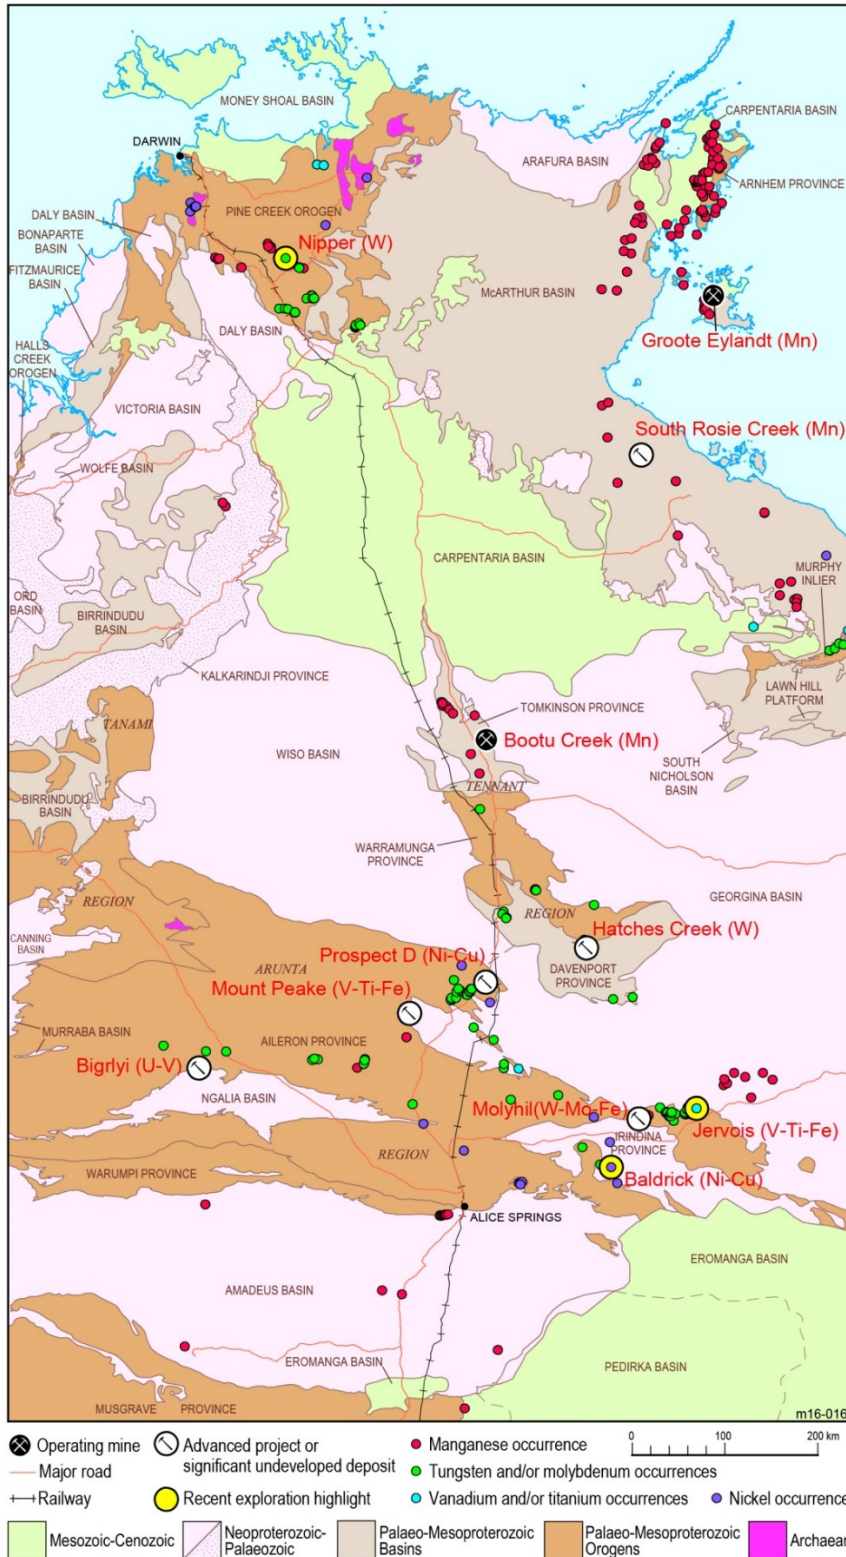 MONEY SHOAL BASIN
CARPENTARIA BASIN
DARWIN
ARAFURA BASIN
ARNHEM PROVINCE
DALY BASIN
PINE CREEK OROGEN
BONAPARTE
BASIN
FITZMAURICE
BASIN
Nipper (W)
McARTHUR BASIN
HALLS
CREEK
OROGEN
DALY BASIN
Groote Eylandt (Mn)
VICTORIA BASIN
South Rosie Creek (Mn)
WOLFE BASIN
CARPENTARIA BASIN
MURPHY
INLIER
ORD
BASIN
BIRRINDUDU
BASIN
KALKARINDJI PROVINCE
LAWN HILL
PLATFORM
TOMKINSON PROVINCE
TANAMI
WISO BASIN
Bootu Creek (Mn)
SOUTH
NICHOLSON
BASIN
BIRRINDUDU
BASIN
TENNANT
WARRAMUNGA
PROVINCE
REGION
GEORGINA BASIN
REGION
CANNING
BASIN
Hatches Creek (W)
Prospect D (Ni-Cu)
ARUNTA
DAVENPORT
PROVINCE
Mount Peake (V-Ti-Fe)
MURRABA BASIN
AILERON PROVINCE
Bigrlyi (U-V)
NGALIA BASIN
Molyhil(W-Mo-Fe)
Jervois (V-Ti-Fe)
IRINDINA
PROVINCE
REGION
WARUMPI PROVINCE
Baldrick (Ni-Cu)
ALICE SPRINGS
EROMANGA BASIN
AMADEUS BASIN
EROMANGA BASIN
PEDIRKA BASIN
MUSGRAVE PROVINCE
m16-016
Operating mine
Advanced project or
significant undeveloped deposit
Manganese occurrence
0 100 200 km
Major road
Tungsten and/or molybdenum occurrences
Railway
Recent exploration highlight
Vanadium and/or titanium occurrences
Nickel occurrence
Mesozoic-Cenozoic
Neoproterozoic-
Palaeozoic
Palaeo-Mesoproterozoic
Basins
Palaeo-Mesoproterozoic
Orogens
Archaean